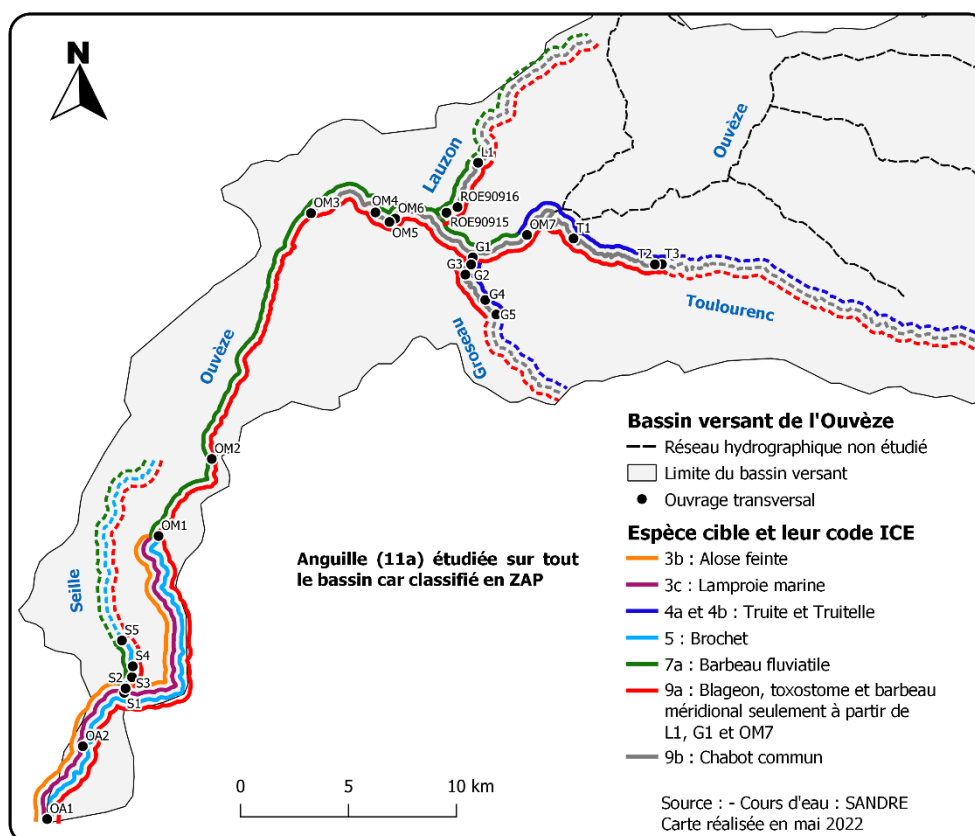 N
Lauzon
Ouvèze
L1
ROE90916
ROE90915
OM3
OM4
OM6
OM5
OM7
T1
T2
T3
G1
G3
G2
G4
G5
Toulourenc
Groseau
Ouvèze
OM2
OM1
Seille
S5
S4
S2
S3
S1
OA2
OA1
Anguille (11a) étudiée sur tout
le bassin car classifié en ZAP
0 5 10 km
Bassin versant de l'Ouvèze
Réseau hydrographique non étudié
Limite du bassin versant
Ouvrage transversal
Espèce cible et leur code ICE
3b : Alose feinte
3c : Lamproie marine
4a et 4b : Truite et Truitelle
5 : Brochet
7a : Barbeau fluviatile
9a : Blageon, toxostome et barbeau
méridional seulement à partir de
L1, G1 et OM7
9b : Chabot commun
Source : - Cours d'eau : SANDRE
Carte réalisée en mai 2022